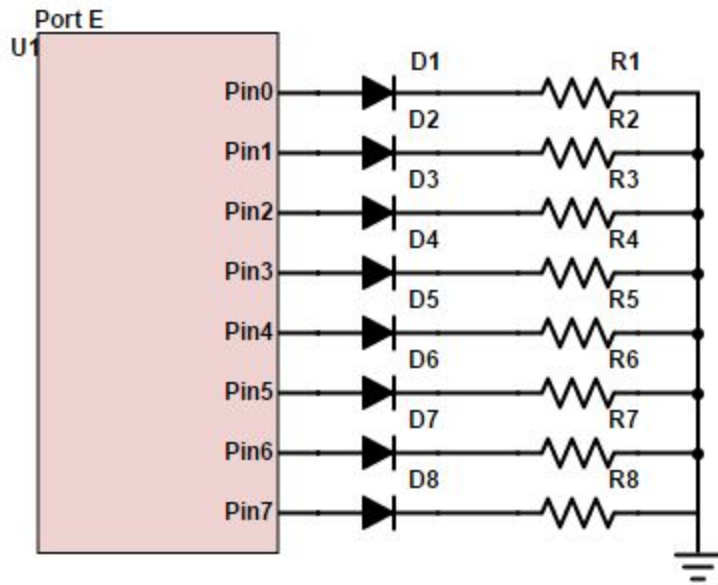 Port E
U1
D1 R1
Pin0
D2 R2
Pin1
D3 R3
Pin2
D4 R4
Pin3
D5 R5
Pin4
D6 R6
Pin5
D7 R7
Pin6
D8 R8
Pin7